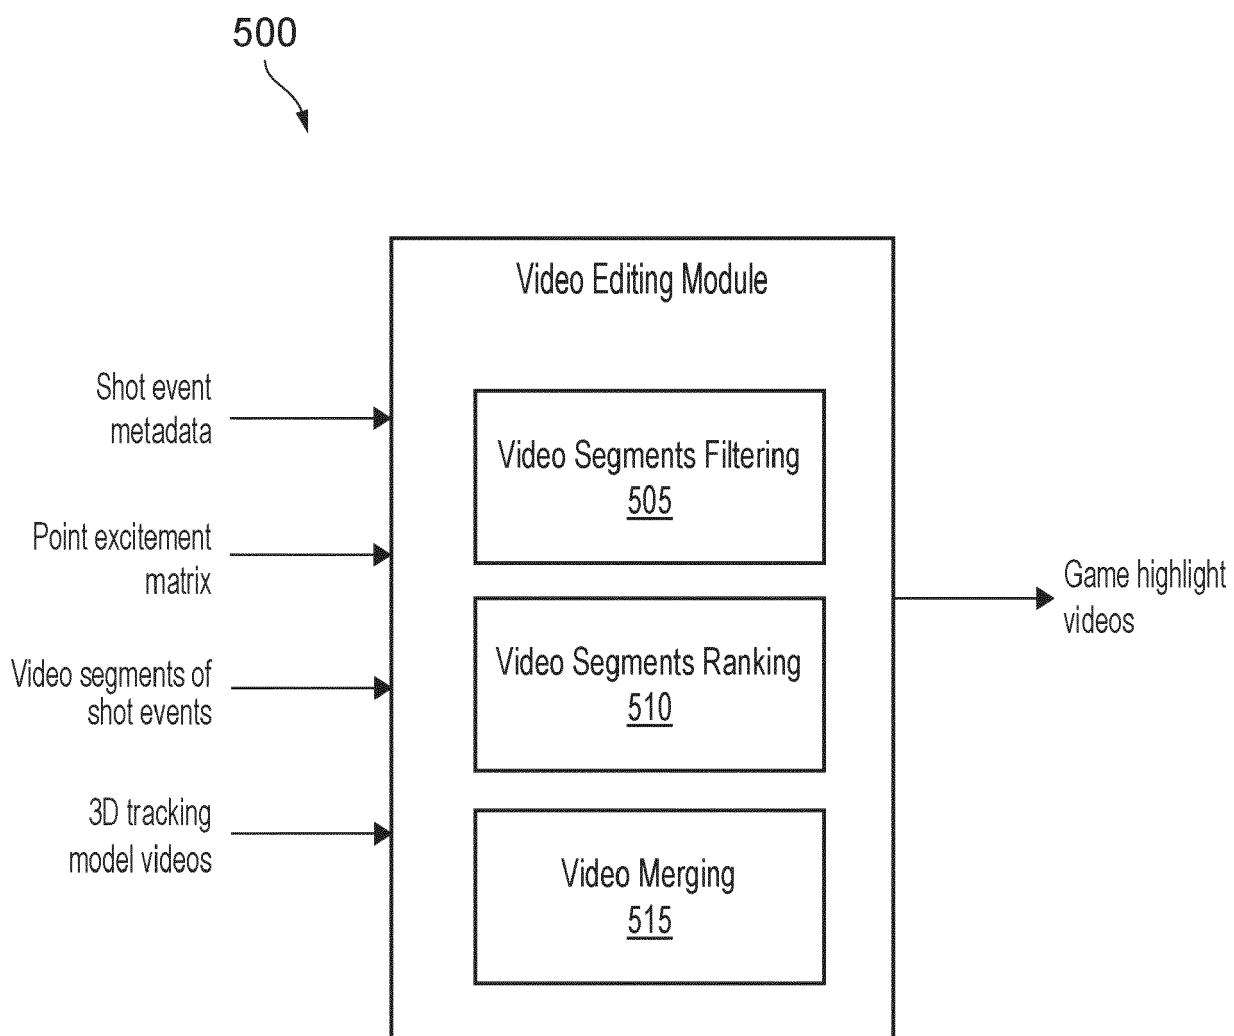 500
Video Editing Module
Shot event
metadata
Point excitement
matrix
Video segments of
shot events
3D tracking
model videos
Video Segments Filtering
505
Video Segments Ranking
510
Video Merging
515
Game highlight
videos